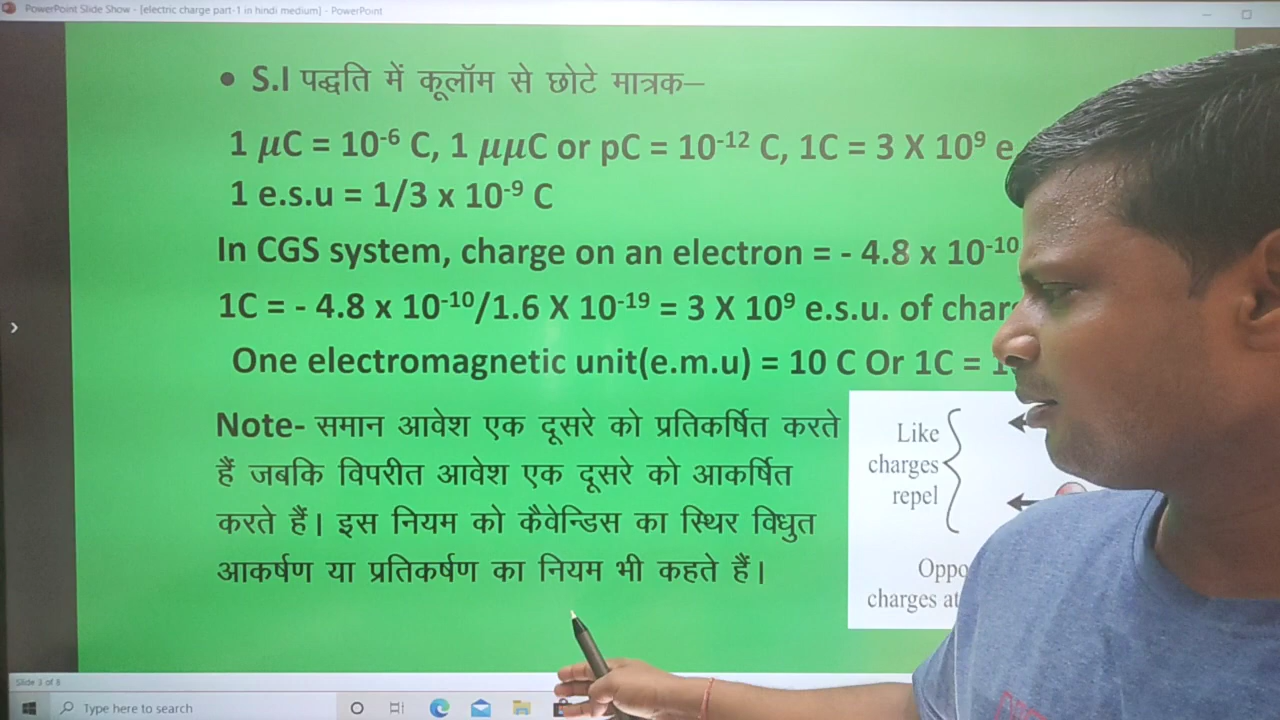 PowerPoint Slide Show - [electric charge part-1 in hindi medium] - PowerPoint
• S.I पद्धति में कूलॉम से छोटे मात्रक–
1 μC = 10⁻⁶ C, 1 μμC or pC = 10⁻¹² C, 1C = 3 X 10⁹ e
1 e.s.u = 1/3 x 10⁻⁹ C
In CGS system, charge on an electron = - 4.8 x 10⁻¹⁰
1C = - 4.8 x 10⁻¹⁰/1.6 X 10⁻¹⁹ = 3 X 10⁹ e.s.u. of char
One electromagnetic unit(e.m.u) = 10 C Or 1C = 1
Note- समान आवेश एक दूसरे को प्रतिकर्षित करते
हैं जबकि विपरीत आवेश एक दूसरे को आकर्षित
करते हैं। इस नियम को कैवेन्डिस का स्थिर विधुत
आकर्षण या प्रतिकर्षण का नियम भी कहते हैं।
Like
charges
repel
Oppo
charges at
Slide 3 of 8
Type here to search